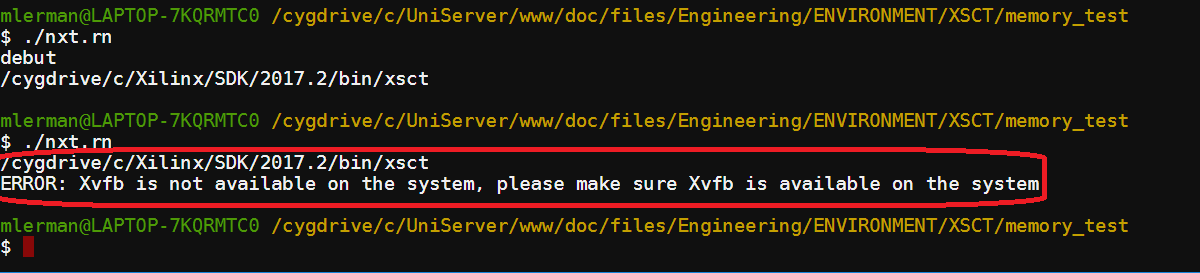 mlerman@LAPTOP-7KQRMTC0 /cygdrive/c/UniServer/www/doc/files/Engineering/ENVIRONMENT/XSCT/memory_test
$ ./nxt.rn
debut
/cygdrive/c/Xilinx/SDK/2017.2/bin/xsct
mlerman@LAPTOP-7KQRMTC0 /cygdrive/c/UniServer/www/doc/files/Engineering/ENVIRONMENT/XSCT/memory_test
$ ./nxt.rn
/cygdrive/c/Xilinx/SDK/2017.2/bin/xsct
ERROR: Xvfb is not available on the system, please make sure Xvfb is available on the system
mlerman@LAPTOP-7KQRMTC0 /cygdrive/c/UniServer/www/doc/files/Engineering/ENVIRONMENT/XSCT/memory_test
$